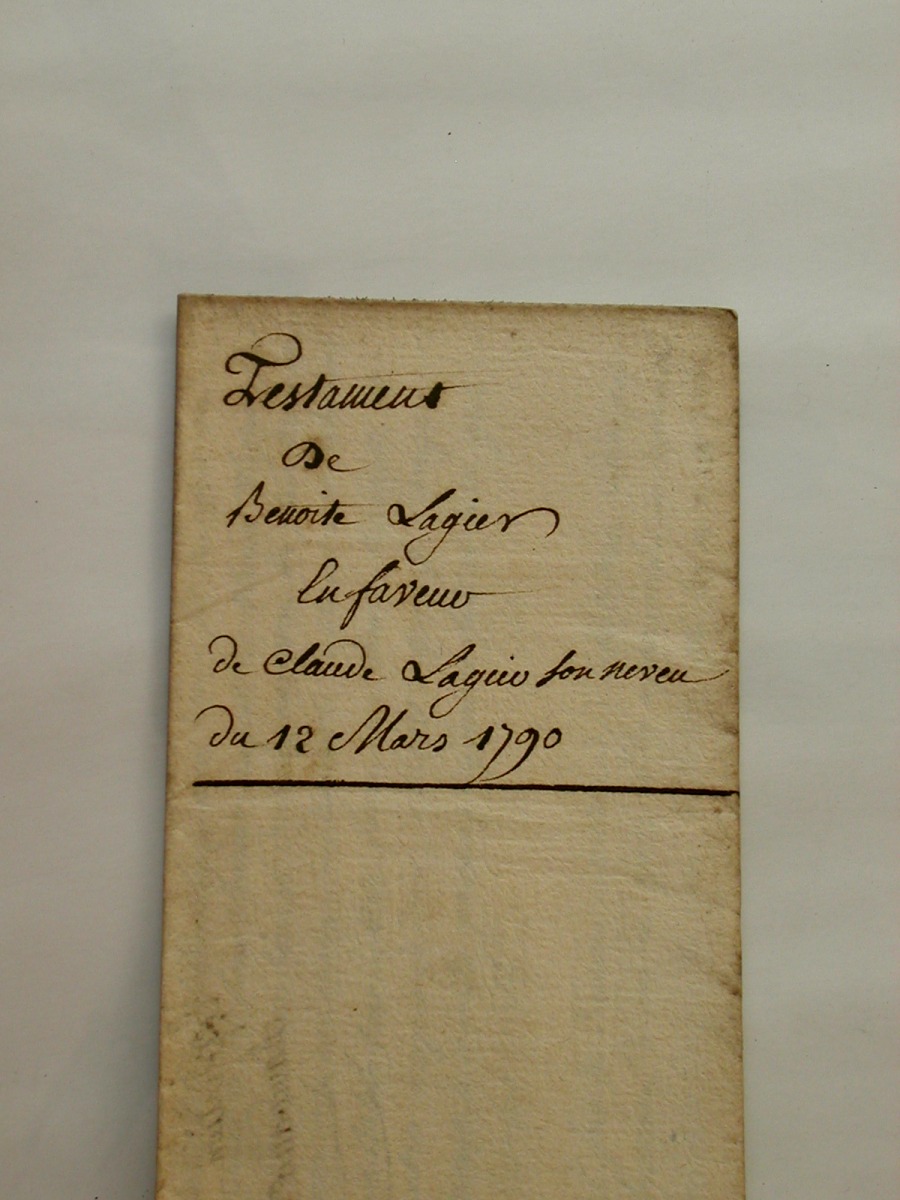 Testament
De
Benoite Lagier
En faveur
de Claude Lagier son neveu
du 12 Mars 1790